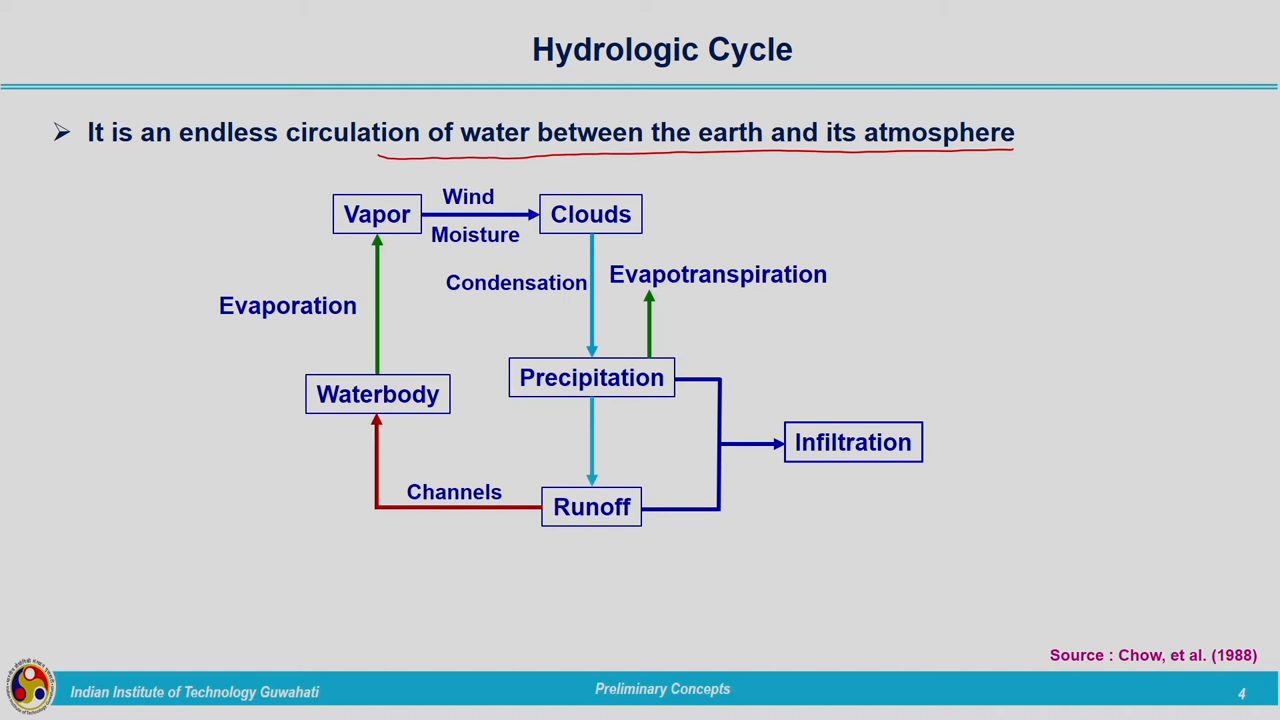 Hydrologic Cycle
➢ It is an endless circulation of water between the earth and its atmosphere
Vapor
Wind
Moisture
Clouds
Condensation
Evapotranspiration
Evaporation
Precipitation
Waterbody
Infiltration
Channels
Runoff
Source : Chow, et al. (1988)
Indian Institute of Technology Guwahati
Preliminary Concepts
4